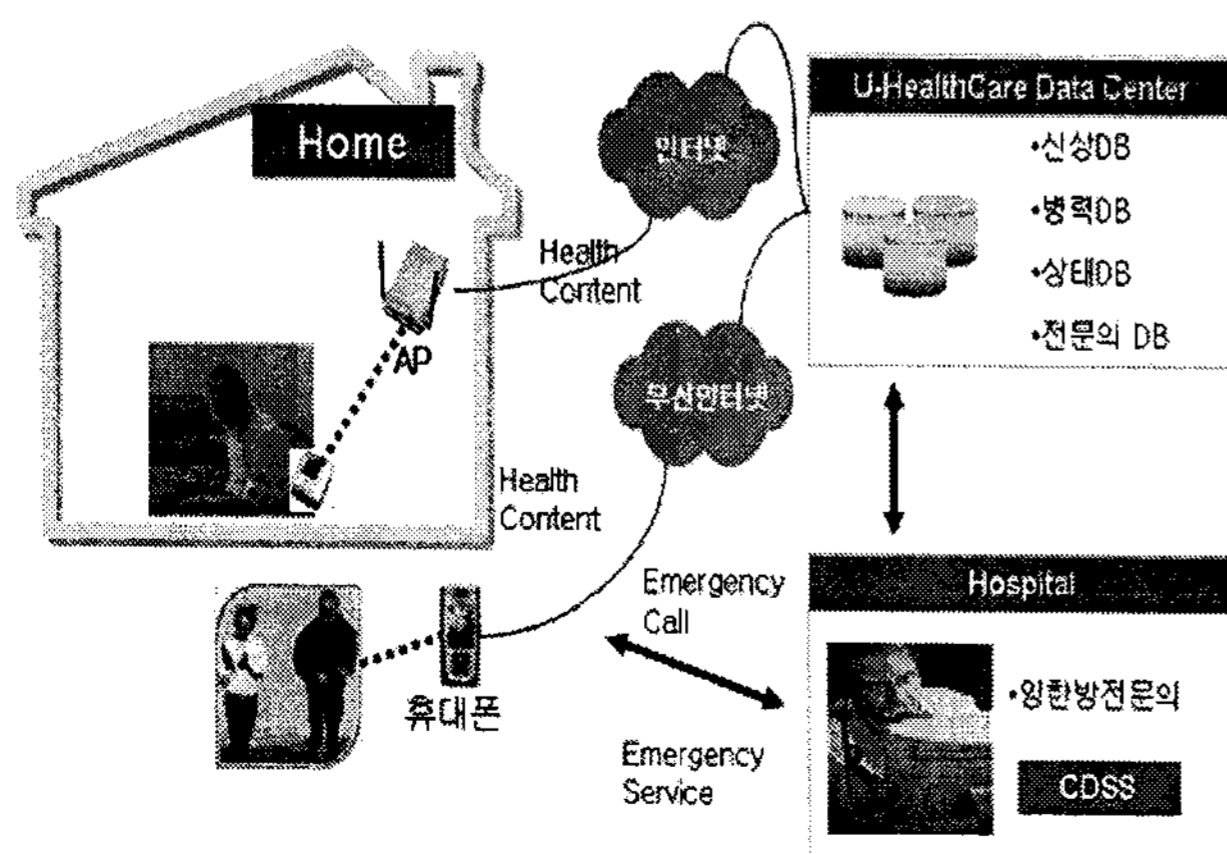 Home
인터넷
U-HealthCare Data Center
•신상DB
•병력DB
•상태DB
•전문의 DB
Health
Content
AP
무선인터넷
Health
Content
휴대폰
Emergency
Call
Emergency
Service
Hospital
•양한방전문의
CDSS